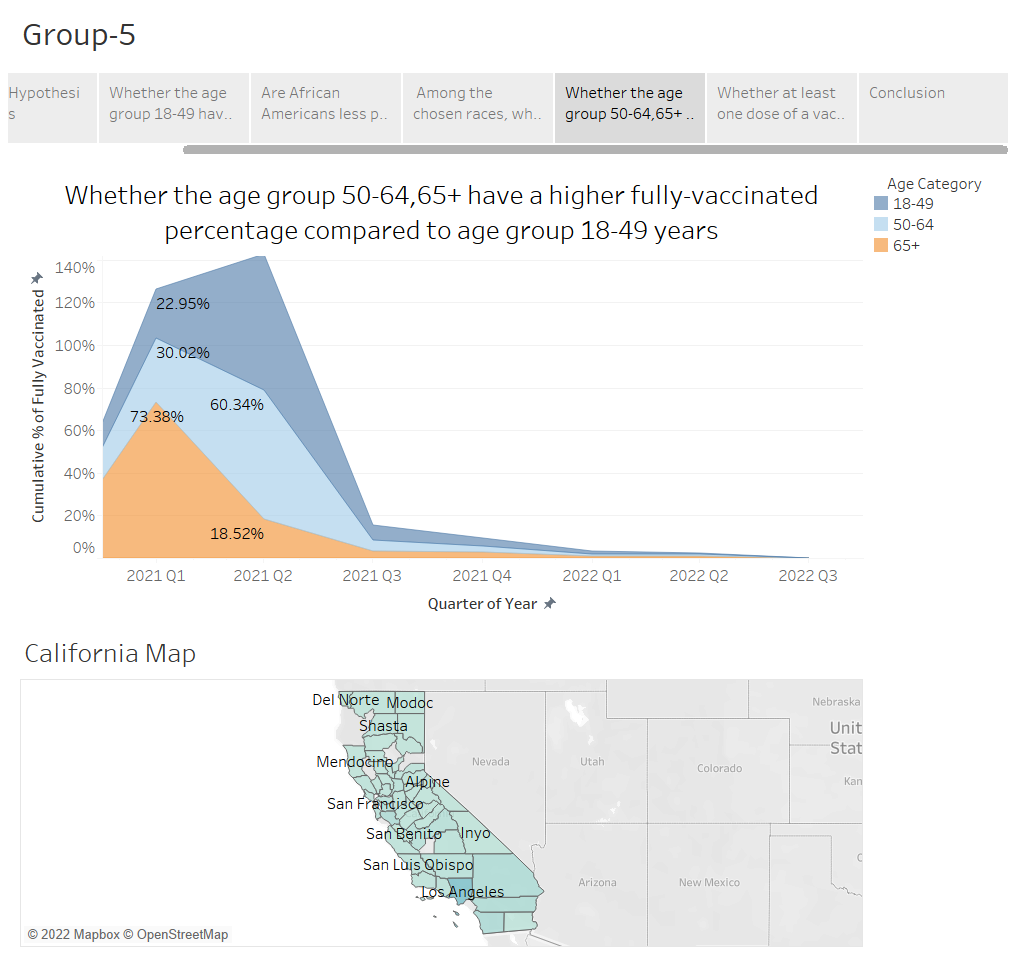 Group-5
Hypothesi
s
Whether the age
group 18-49 hav..
Are African
Americans less p..
Among the
chosen races, wh..
Whether the age
group 50-64,65+ ..
Whether at least
one dose of a vac..
Conclusion
Whether the age group 50-64,65+ have a higher fully-vaccinated
percentage compared to age group 18-49 years
Age Category
18-49
50-64
65+
Cumulative % of Fully Vaccinated
140%
120%
100%
80%
60%
40%
20%
0%
22.95%
30.02%
73.38%
60.34%
18.52%
2021 Q1
2021 Q2
2021 Q3
2021 Q4
2022 Q1
2022 Q2
2022 Q3
Quarter of Year
California Map
Del Norte
Modoc
Shasta
Mendocino
Alpine
San Francisco
San Benito
Inyo
San Luis Obispo
Los Angeles
Nevada
Utah
Colorado
Nebraska
Unit
Stat
Kan
Arizona
New Mexico
© 2022 Mapbox © OpenStreetMap